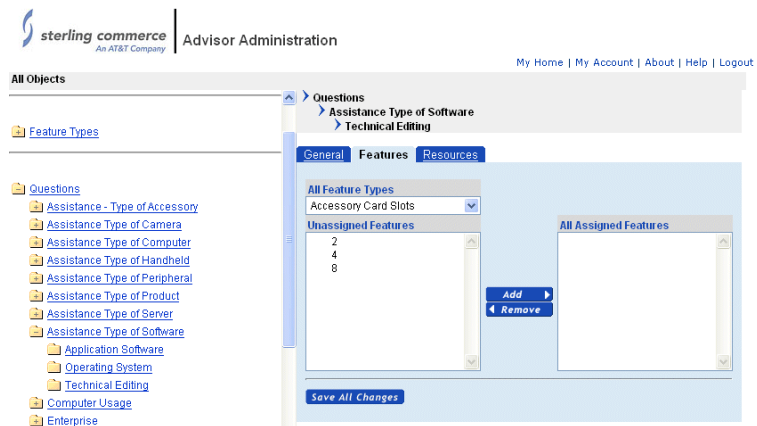 sterling commerce
An AT&T Company
Advisor Administration
My Home | My Account | About | Help | Logout
All Objects
Feature Types
Questions
Assistance - Type of Accessory
Assistance Type of Camera
Assistance Type of Computer
Assistance Type of Handheld
Assistance Type of Peripheral
Assistance Type of Product
Assistance Type of Server
Assistance Type of Software
Application Software
Operating System
Technical Editing
Computer Usage
Enterprise
Questions
Assistance Type of Software
Technical Editing
General Features Resources
All Feature Types
Accessory Card Slots
Unassigned Features
2
4
8
Add
Remove
All Assigned Features
Save All Changes